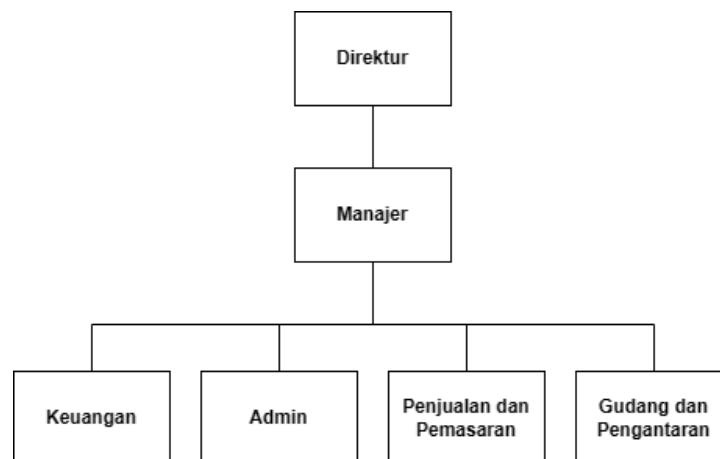 Direktur
Manajer
Keuangan
Admin
Penjualan dan
Pemasaran
Gudang dan
Pengantaran